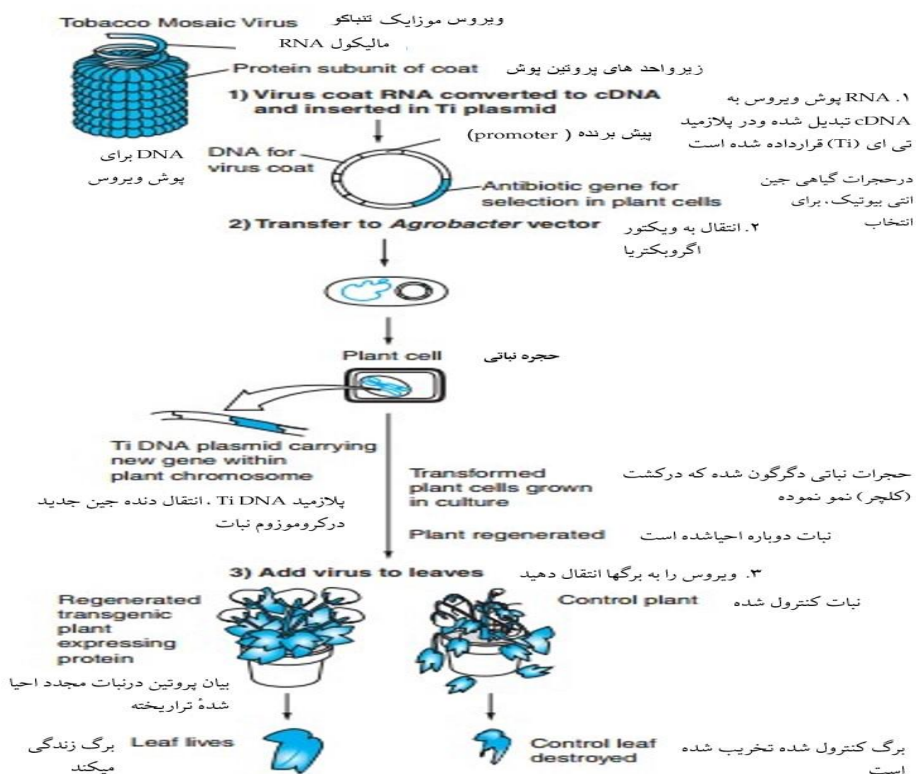 Tobacco Mosaic Virus
ویروس موزایک تنباکو
مالیکول RNA
Protein subunit of coat
زیرواحد های پروتین پوش
1) Virus coat RNA converted to cDNA
and inserted in Ti plasmid
۱. RNA پوش ویروس به
cDNA تبدیل شده ودر پلازمید
تی ای (Ti) قرارداده شده است
پیش برنده ( promoter)
DNA for
virus coat
DNA برای
پوش ویروس
Antibiotic gene for
selection in plant cells
درحجرات گیاهی جین
انتی بیوتیک، برای
انتخاب
2) Transfer to Agrobacter vector
۲. انتقال به ویکتور
اگروبکتریا
Plant cell
حجره نباتی
Ti DNA plasmid carrying
new gene within
plant chromosome
پلازمید Ti DNA ، انتقال دنده جین جدید
درکروموزوم نبات
Transformed
plant cells grown
in culture
حجرات نباتی دگرگون شده که درکشت
(کلچر) نمو نموده
Plant regenerated
نبات دوباره احیاشده است
3) Add virus to leaves
۳. ویروس را به برگها انتقال دهید
Regenerated
transgenic
plant
expressing
protein
بیان پروتین درنبات مجدد احیا
شدهٔ تراریخته
Control plant
نبات کنترول شده
Leaf lives
برگ زندگی
میکند
Control leaf
destroyed
برگ کنترول شده تخریب شده
است